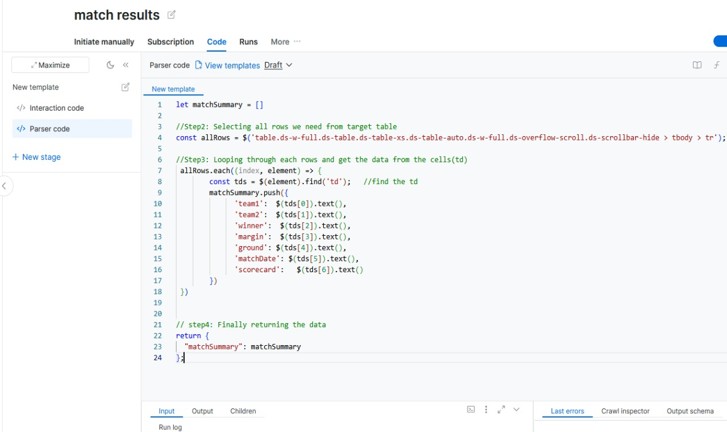 match results
Initiate manually Subscription Code Runs More ···
Maximize
Parser code View templates Draft
New template
Interaction code
Parser code
+ New stage
New template
1 let matchSummary = []
2
3 //Step2: Selecting all rows we need from target table
4 const allRows = $('table.ds-w-full.ds-table.ds-table-xs.ds-table-auto.ds-w-full.ds-overflow-scroll.ds-scrollbar-hide > tbody > tr');
5
6 //Step3: Looping through each rows and get the data from the cells(td)
7 allRows.each((index, element) => {
8 const tds = $(element).find('td'); //find the td
9 matchSummary.push({
10 'team1': $(tds[0]).text(),
11 'team2': $(tds[1]).text(),
12 'winner': $(tds[2]).text(),
13 'margin': $(tds[3]).text(),
14 'ground': $(tds[4]).text(),
15 'matchDate': $(tds[5]).text(),
16 'scorecard': $(tds[6]).text()
17 })
18 })
19
20
21 // step4: Finally returning the data
22 return {
23 "matchSummary": matchSummary
24 };
Input Output Children
Run log
Last errors Crawl inspector Output schema